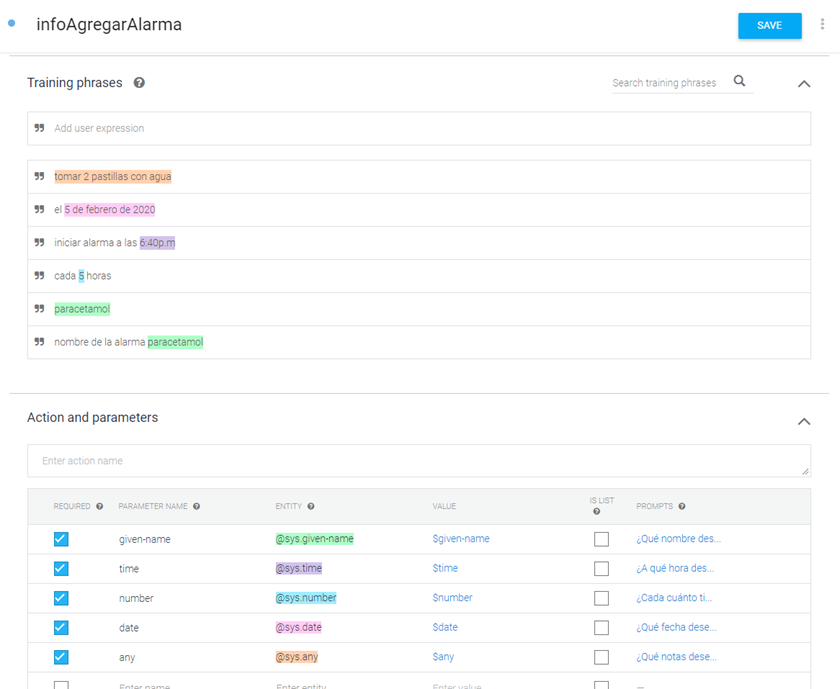 infoAgregarAlarma
SAVE
Training phrases
Search training phrases
Add user expression
tomar 2 pastillas con agua
el 5 de febrero de 2020
iniciar alarma a las 6:40p.m
cada 5 horas
paracetamol
nombre de la alarma paracetamol
Action and parameters
Enter action name
REQUIRED PARAMETER NAME ENTITY VALUE IS LIST PROMPTS
given-name @sys.given-name $given-name ¿Qué nombre des...
time @sys.time $time ¿A qué hora des...
number @sys.number $number ¿Cada cuánto ti...
date @sys.date $date ¿Qué fecha dese...
any @sys.any $any ¿Qué notas dese...
Enter name Enter entity Enter value —